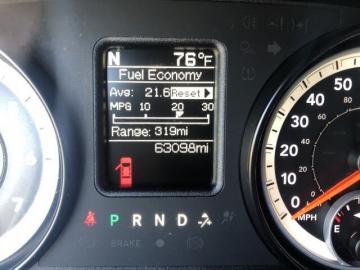 N 76°F
Fuel Economy
Avg: 21.6 Reset
MPG 10 20 30
Range: 319mi
63098mi
P R N D
BRAKE
50
40
30
20
10
0
MPH
E